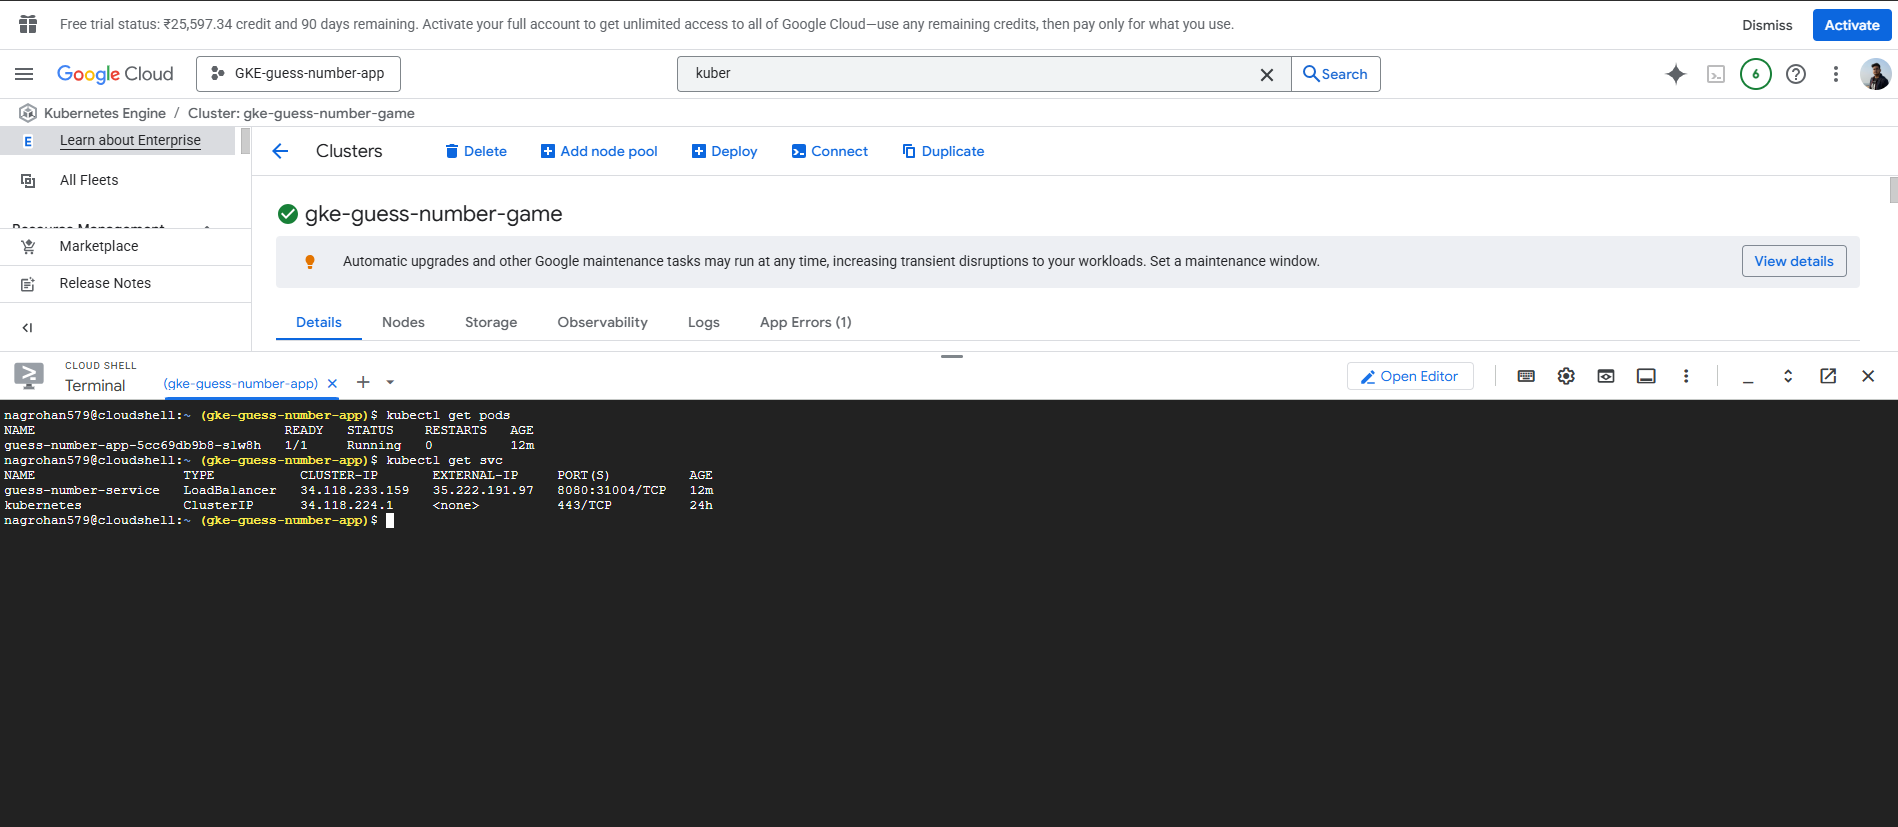 Free trial status: ₹25,597.34 credit and 90 days remaining. Activate your full account to get unlimited access to all of Google Cloud—use any remaining credits, then pay only for what you use.
Dismiss
Activate
Google Cloud
GKE-guess-number-app
kuber
Search
6
Kubernetes Engine / Cluster: gke-guess-number-game
E Learn about Enterprise
All Fleets
Resource Management
Marketplace
Release Notes
Clusters
Delete
Add node pool
Deploy
Connect
Duplicate
gke-guess-number-game
Automatic upgrades and other Google maintenance tasks may run at any time, increasing transient disruptions to your workloads. Set a maintenance window.
View details
Details Nodes Storage Observability Logs App Errors (1)
CLOUD SHELL
Terminal
(gke-guess-number-app)
Open Editor
nagrohan579@cloudshell:~ (gke-guess-number-app)$ kubectl get pods
NAME READY STATUS RESTARTS AGE
guess-number-app-5cc69db9b8-slw8h 1/1 Running 0 12m
nagrohan579@cloudshell:~ (gke-guess-number-app)$ kubectl get svc
NAME TYPE CLUSTER-IP EXTERNAL-IP PORT(S) AGE
guess-number-service LoadBalancer 34.118.233.159 35.222.191.97 8080:31004/TCP 12m
kubernetes ClusterIP 34.118.224.1 <none> 443/TCP 24h
nagrohan579@cloudshell:~ (gke-guess-number-app)$